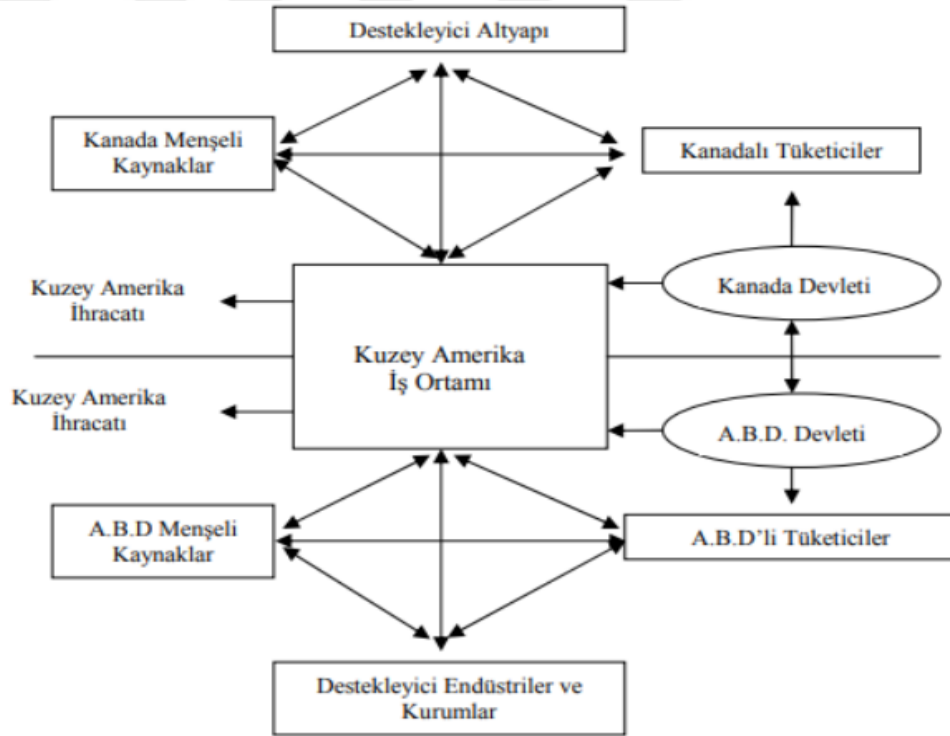 Destekleyici Altyapı
Kanada Menşeli
Kaynaklar
Kanadalı Tüketiciler
Kuzey Amerika
İhracatı
Kanada Devleti
Kuzey Amerika
İş Ortamı
Kuzey Amerika
İhracatı
A.B.D. Devleti
A.B.D Menşeli
Kaynaklar
A.B.D'li Tüketiciler
Destekleyici Endüstriler ve
Kurumlar